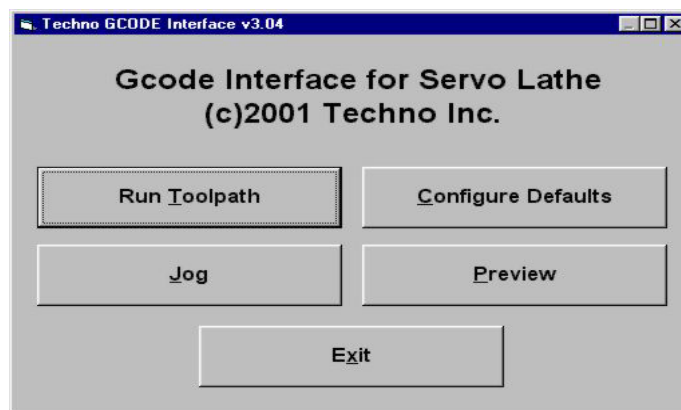 Techno GCODE Interface v3.04
Gcode Interface for Servo Lathe
(c)2001 Techno Inc.
Run Toolpath
Configure Defaults
Jog
Preview
Exit